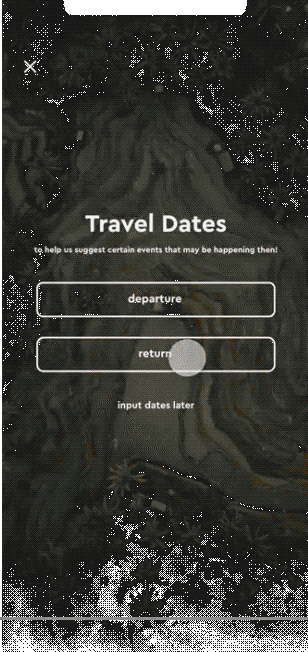 Travel Dates
to help us suggest certain events that may be happening then!
departure
return
input dates later